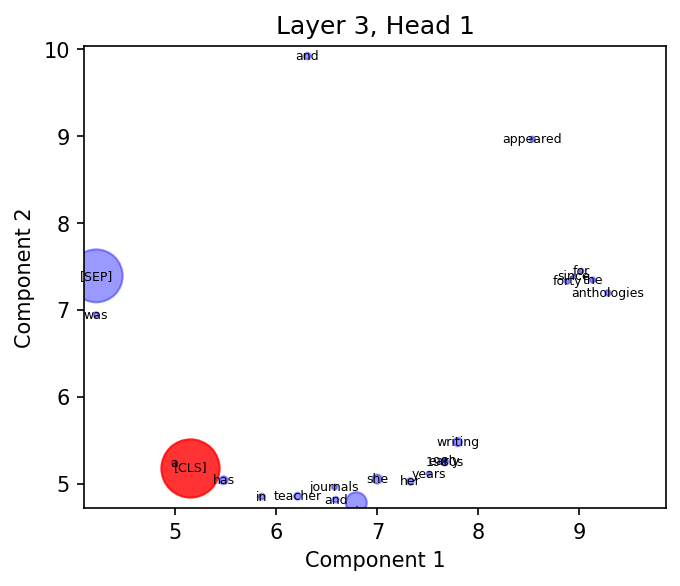 Layer 3, Head 1
10
and
9
appeared
8
for
since
[SEP]
forty
the
anthologies
7
was
6
writing
a
early
[CLS]
years
has
she
her
5
journals
in
teacher
and
5
6
7
8
9
Component 1
Component 2